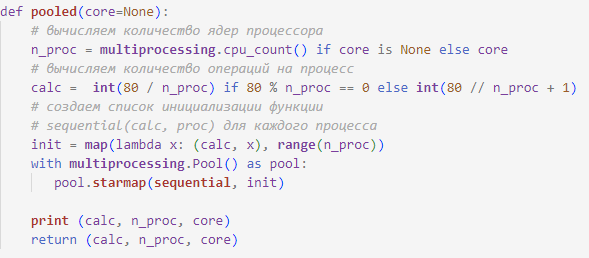 def pooled(core=None):
    # вычисляем количество ядер процессора
    n_proc = multiprocessing.cpu_count() if core is None else core
    # вычисляем количество операций на процесс
    calc =  int(80 / n_proc) if 80 % n_proc == 0 else int(80 // n_proc + 1)
    # создаем список инициализации функции
    # sequential(calc, proc) для каждого процесса
    init = map(lambda x: (calc, x), range(n_proc))
    with multiprocessing.Pool() as pool:
       pool.starmap(sequential, init)

    print (calc, n_proc, core)
    return (calc, n_proc, core)